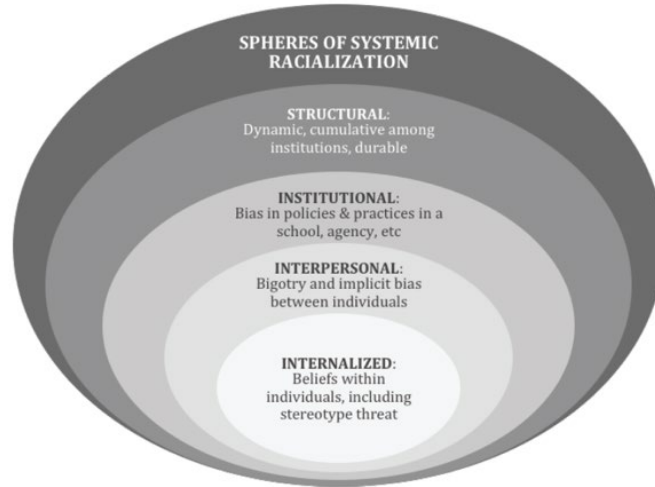 SPHERES OF SYSTEMIC
RACIALIZATION
STRUCTURAL:
Dynamic, cumulative among
institutions, durable
INSTITUTIONAL:
Bias in policies & practices in a
school, agency, etc
INTERPERSONAL:
Bigotry and implicit bias
between individuals
INTERNALIZED:
Beliefs within
individuals, including
stereotype threat